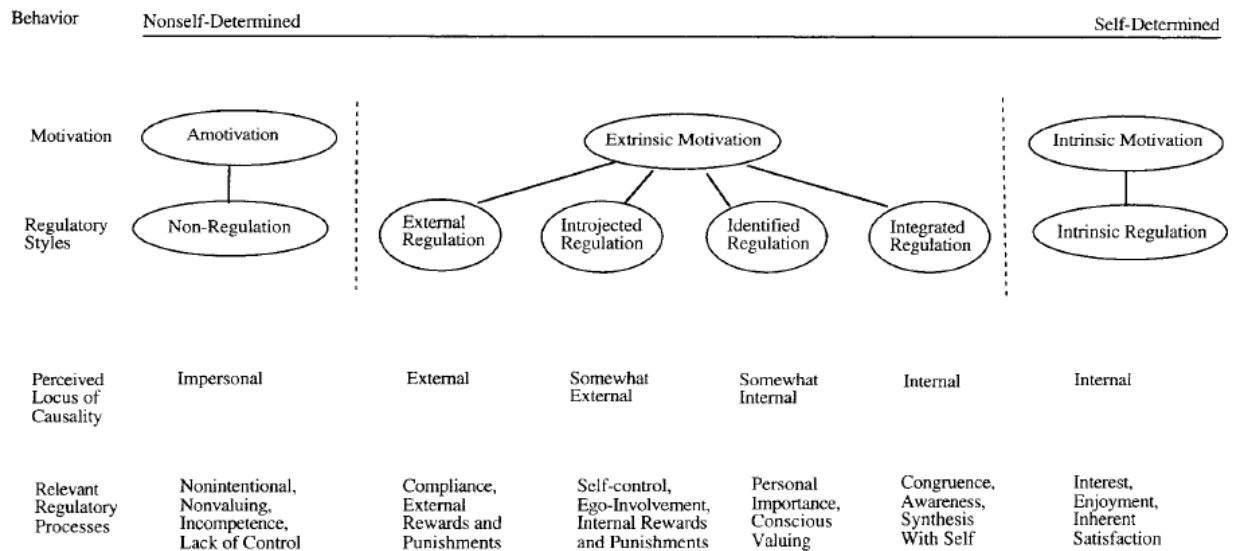 Behavior
Nonself-Determined
Self-Determined
Motivation
Amotivation
Extrinsic Motivation
Intrinsic Motivation
Regulatory
Styles
Non-Regulation
External
Regulation
Introjected
Regulation
Identified
Regulation
Integrated
Regulation
Intrinsic Regulation
Perceived
Locus of
Causality
Impersonal
External
Somewhat
External
Somewhat
Internal
Internal
Internal
Relevant
Regulatory
Processes
Nonintentional,
Nonvaluing,
Incompetence,
Lack of Control
Compliance,
External
Rewards and
Punishments
Self-control,
Ego-Involvement,
Internal Rewards
and Punishments
Personal
Importance,
Conscious
Valuing
Congruence,
Awareness,
Synthesis
With Self
Interest,
Enjoyment,
Inherent
Satisfaction